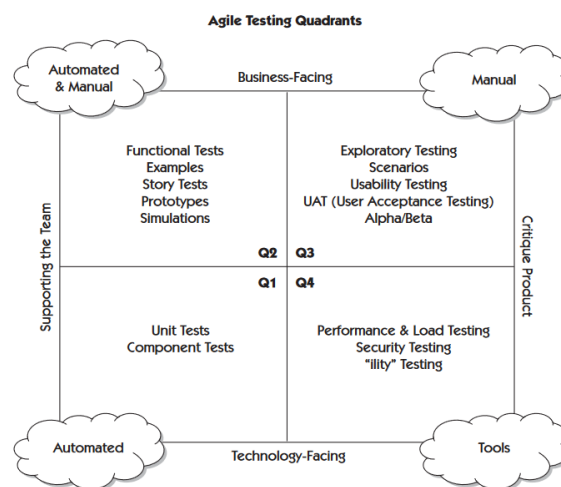 Agile Testing Quadrants
Automated
& Manual
Business-Facing
Manual
Functional Tests
Examples
Story Tests
Prototypes
Simulations
Exploratory Testing
Scenarios
Usability Testing
UAT (User Acceptance Testing)
Alpha/Beta
Supporting the Team
Critique Product
Q2
Q3
Q1
Q4
Unit Tests
Component Tests
Performance & Load Testing
Security Testing
"ility" Testing
Automated
Technology-Facing
Tools